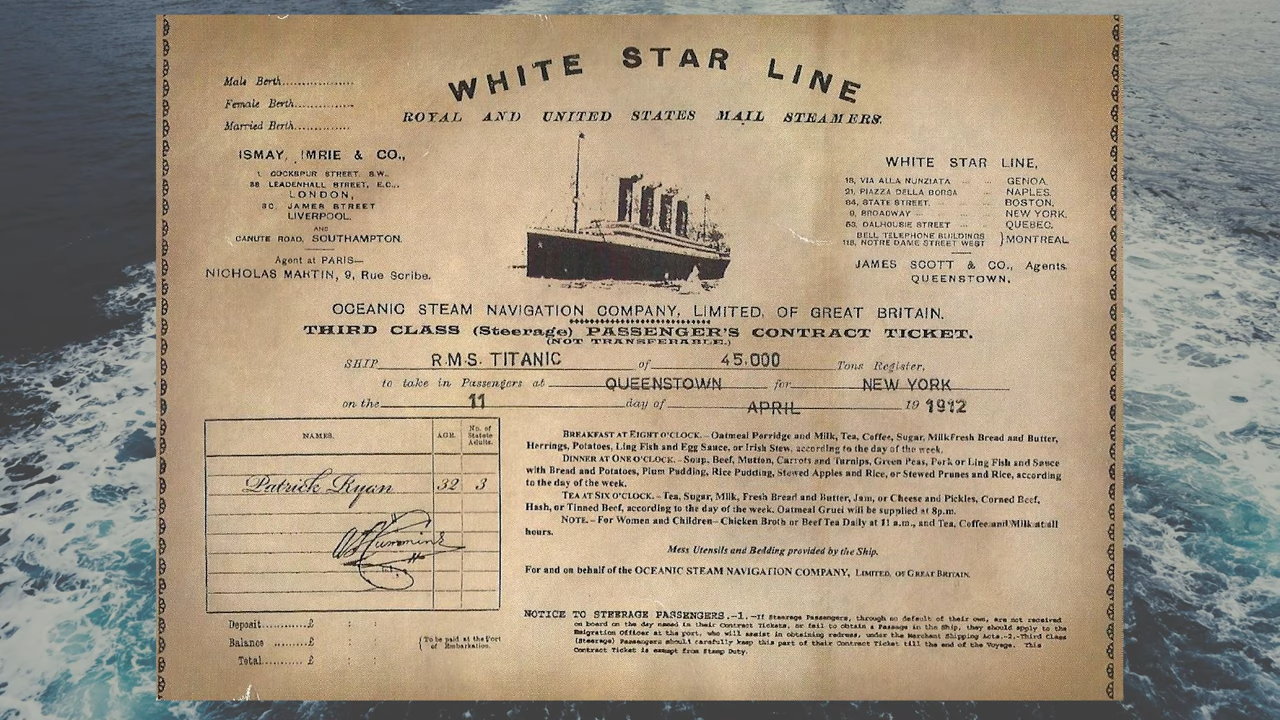 WHITE STAR LINE
ROYAL AND UNITED STATES MAIL STEAMERS.
Male Berth..................
Female Berth...............
Married Berth.............
ISMAY, IMRIE & CO.,
1 COCKSPUR STREET, S.W.,
38 LEADENHALL STREET, E.C.,
LONDON,
30, JAMES STREET
LIVERPOOL.
AND
CANUTE ROAD, SOUTHAMPTON.
Agent at PARIS—
NICHOLAS MARTIN, 9, Rue Scribe.
WHITE STAR LINE,
18, VIA ALLA NUNZIATA ... ... GENOA.
21, PIAZZA DELLA BORSA ... NAPLES.
84, STATE STREET. ... ... BOSTON.
9, BROADWAY ... ... ... NEW YORK.
53, DALHOUSIE STREET ... ... QUEBEC.
BELL TELEPHONE BUILDINGS
118, NOTRE DAME STREET WEST } MONTREAL
JAMES SCOTT & CO., Agents.
QUEENSTOWN,
OCEANIC STEAM NAVIGATION COMPANY, LIMITED, OF GREAT BRITAIN.
THIRD CLASS (Steerage) PASSENGER'S CONTRACT TICKET.
(NOT TRANSFERABLE.)
SHIP R.M.S. TITANIC of 45,000 Tons Register,
to take in Passengers at QUEENSTOWN for NEW YORK
on the 11 day of APRIL 19 1912
NAMES. AGE. No. of Statute Adults.
Patrick Ryan 32 3
BREAKFAST AT EIGHT O'CLOCK.–Oatmeal Porridge and Milk, Tea, Coffee, Sugar, Milk Fresh Bread and Butter,
Herrings, Potatoes, Ling Fish and Egg Sauce, or Irish Stew, according to the day of the week.
DINNER AT ONE O'CLOCK.–Soup, Beef, Mutton, Carrots and Turnips, Green Peas, Pork or Ling Fish and Sauce
with Bread and Potatoes, Plum Pudding, Rice Pudding, Stewed Apples and Rice, or Stewed Prunes and Rice, according
to the day of the week.
TEA AT SIX O'CLOCK.–Tea, Sugar, Milk, Fresh Bread and Butter, Jam, or Cheese and Pickles, Corned Beef,
Hash, or Tinned Beef, according to the day of the week. Oatmeal Gruel will be supplied at 8p.m.
NOTE.–For Women and Children–Chicken Broth or Beef Tea Daily at 11 a.m., and Tea, Coffee and Milk at all
hours.
Mess Utensils and Bedding provided by the Ship.
For and on behalf of the OCEANIC STEAM NAVIGATION COMPANY, LIMITED, OF GREAT BRITAIN.
Deposit............£ : :
Balance .........£ : :
Total............£ : :
{To be paid at the Port
of Embarkation.
NOTICE TO STEERAGE PASSENGERS.–1.–If Steerage Passengers, through no default of their own, are not received
on board on the day named in their Contract Tickets, or fail to obtain a Passage in the Ship, they should apply to the
Emigration Officer at the port, who will assist in obtaining redress, under the Merchant Shipping Acts.–2.–Third Class
(Steerage) Passengers should carefully keep this part of their Contract Ticket till the end of the Voyage. This
Contract Ticket is exempt from Stamp Duty.